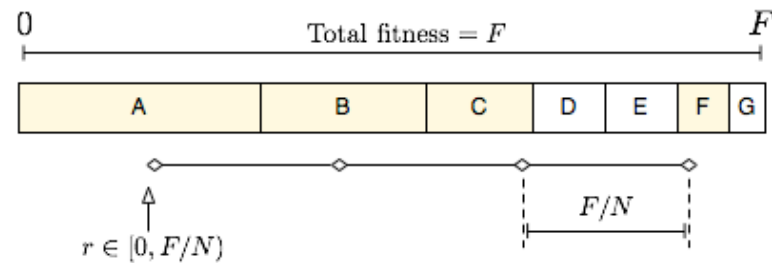 0 F
Total fitness = F
A B C D E F G
F/N
r ∈ [0, F/N)